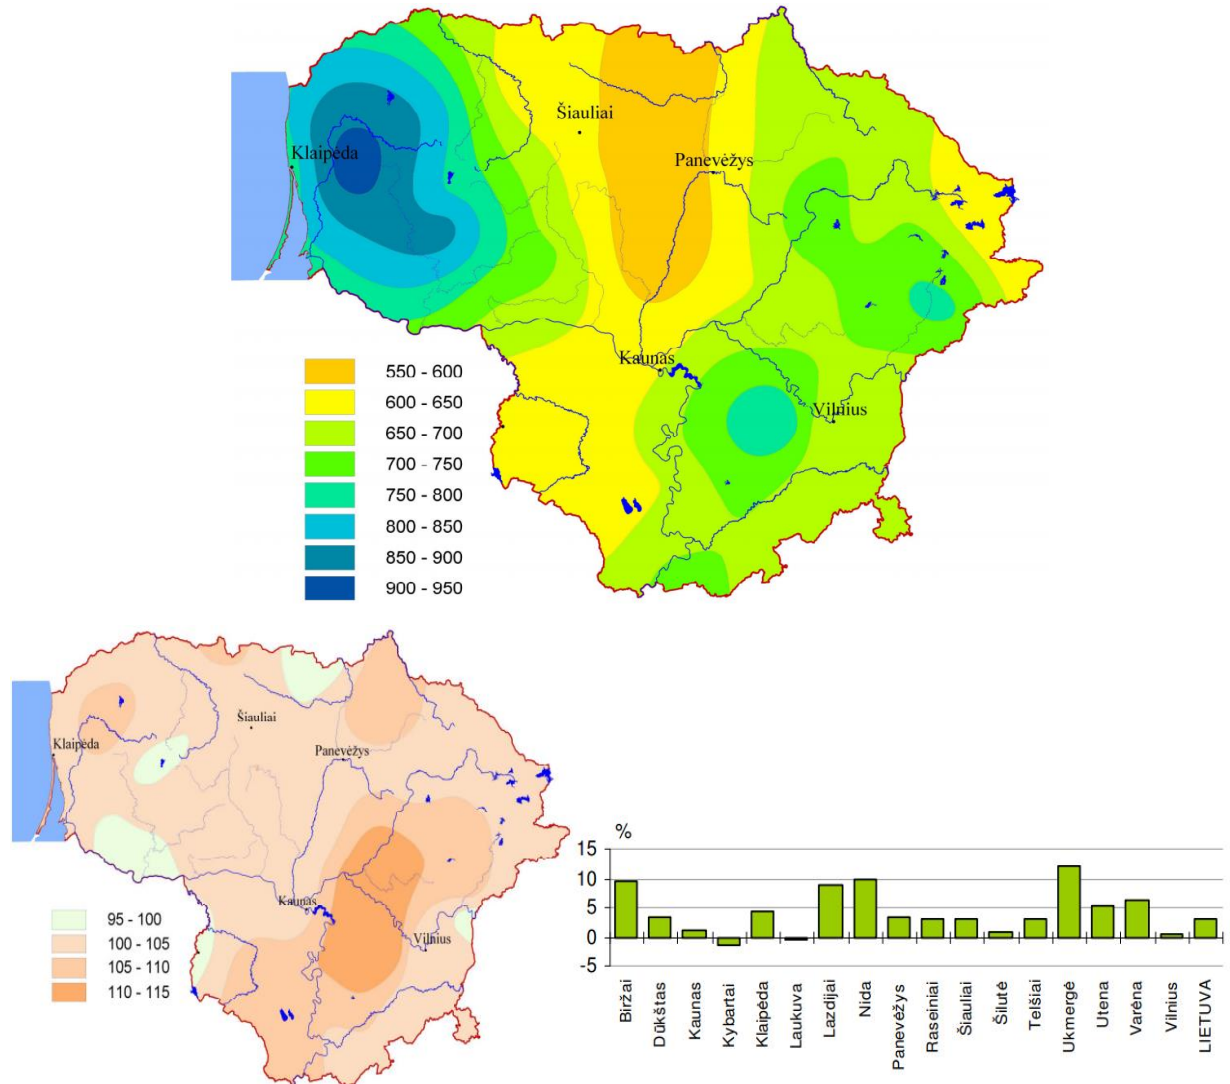 Šiauliai
Klaipėda
Panevėžys
Kaunas
Vilnius
550 - 600
600 - 650
650 - 700
700 - 750
750 - 800
800 - 850
850 - 900
900 - 950
Šiauliai
Klaipėda
Panevėžys
Kaunas
Vilnius
95 - 100
100 - 105
105 - 110
110 - 115
%
15
10
5
0
-5
Biržai
Dūkštas
Kaunas
Kybartai
Klaipėda
Laukuva
Lazdijai
Nida
Panevėžys
Raseiniai
Šiauliai
Šilutė
Telšiai
Ukmergė
Utena
Varėna
Vilnius
LIETUVA